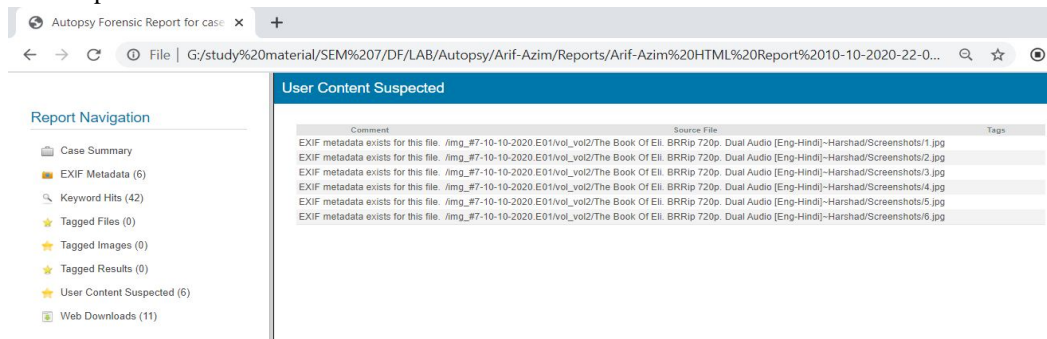 Autopsy Forensic Report for case
File | G:/study%20material/SEM%207/DF/LAB/Autopsy/Arif-Azim/Reports/Arif-Azim%20HTML%20Report%2010-10-2020-22-0...
User Content Suspected
Report Navigation
Case Summary
EXIF Metadata (6)
Keyword Hits (42)
Tagged Files (0)
Tagged Images (0)
Tagged Results (0)
User Content Suspected (6)
Web Downloads (11)
Comment Source File Tags
EXIF metadata exists for this file. /img_#7-10-10-2020.E01/vol_vol2/The Book Of Eli. BRRip 720p. Dual Audio [Eng-Hindi]~Harshad/Screenshots/1.jpg
EXIF metadata exists for this file. /img_#7-10-10-2020.E01/vol_vol2/The Book Of Eli. BRRip 720p. Dual Audio [Eng-Hindi]~Harshad/Screenshots/2.jpg
EXIF metadata exists for this file. /img_#7-10-10-2020.E01/vol_vol2/The Book Of Eli. BRRip 720p. Dual Audio [Eng-Hindi]~Harshad/Screenshots/3.jpg
EXIF metadata exists for this file. /img_#7-10-10-2020.E01/vol_vol2/The Book Of Eli. BRRip 720p. Dual Audio [Eng-Hindi]~Harshad/Screenshots/4.jpg
EXIF metadata exists for this file. /img_#7-10-10-2020.E01/vol_vol2/The Book Of Eli. BRRip 720p. Dual Audio [Eng-Hindi]~Harshad/Screenshots/5.jpg
EXIF metadata exists for this file. /img_#7-10-10-2020.E01/vol_vol2/The Book Of Eli. BRRip 720p. Dual Audio [Eng-Hindi]~Harshad/Screenshots/6.jpg